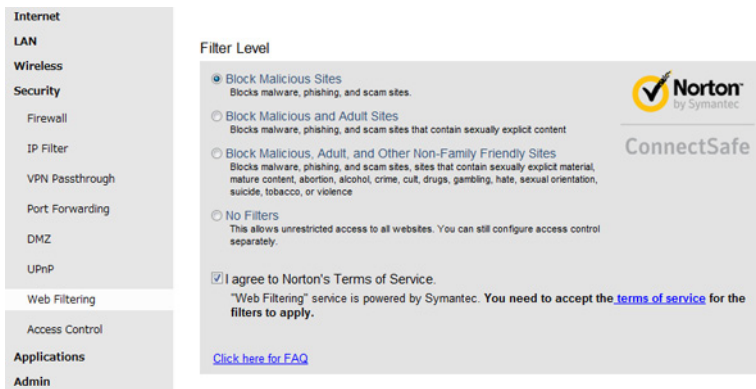 Internet
LAN
Wireless
Security
Firewall
IP Filter
VPN Passthrough
Port Forwarding
DMZ
UPnP
Web Filtering
Access Control
Applications
Admin
Filter Level
Block Malicious Sites
Blocks malware, phishing, and scam sites.
Block Malicious and Adult Sites
Blocks malware, phishing, and scam sites that contain sexually explicit content
Block Malicious, Adult, and Other Non-Family Friendly Sites
Blocks malware, phishing, and scam sites, sites that contain sexually explicit material,
mature content, abortion, alcohol, crime, cult, drugs, gambling, hate, sexual orientation,
suicide, tobacco, or violence
No Filters
This allows unrestricted access to all websites. You can still configure access control
separately.
I agree to Norton's Terms of Service.
"Web Filtering" service is powered by Symantec. You need to accept the terms of service for the
filters to apply.
Click here for FAQ
Norton
by Symantec
ConnectSafe